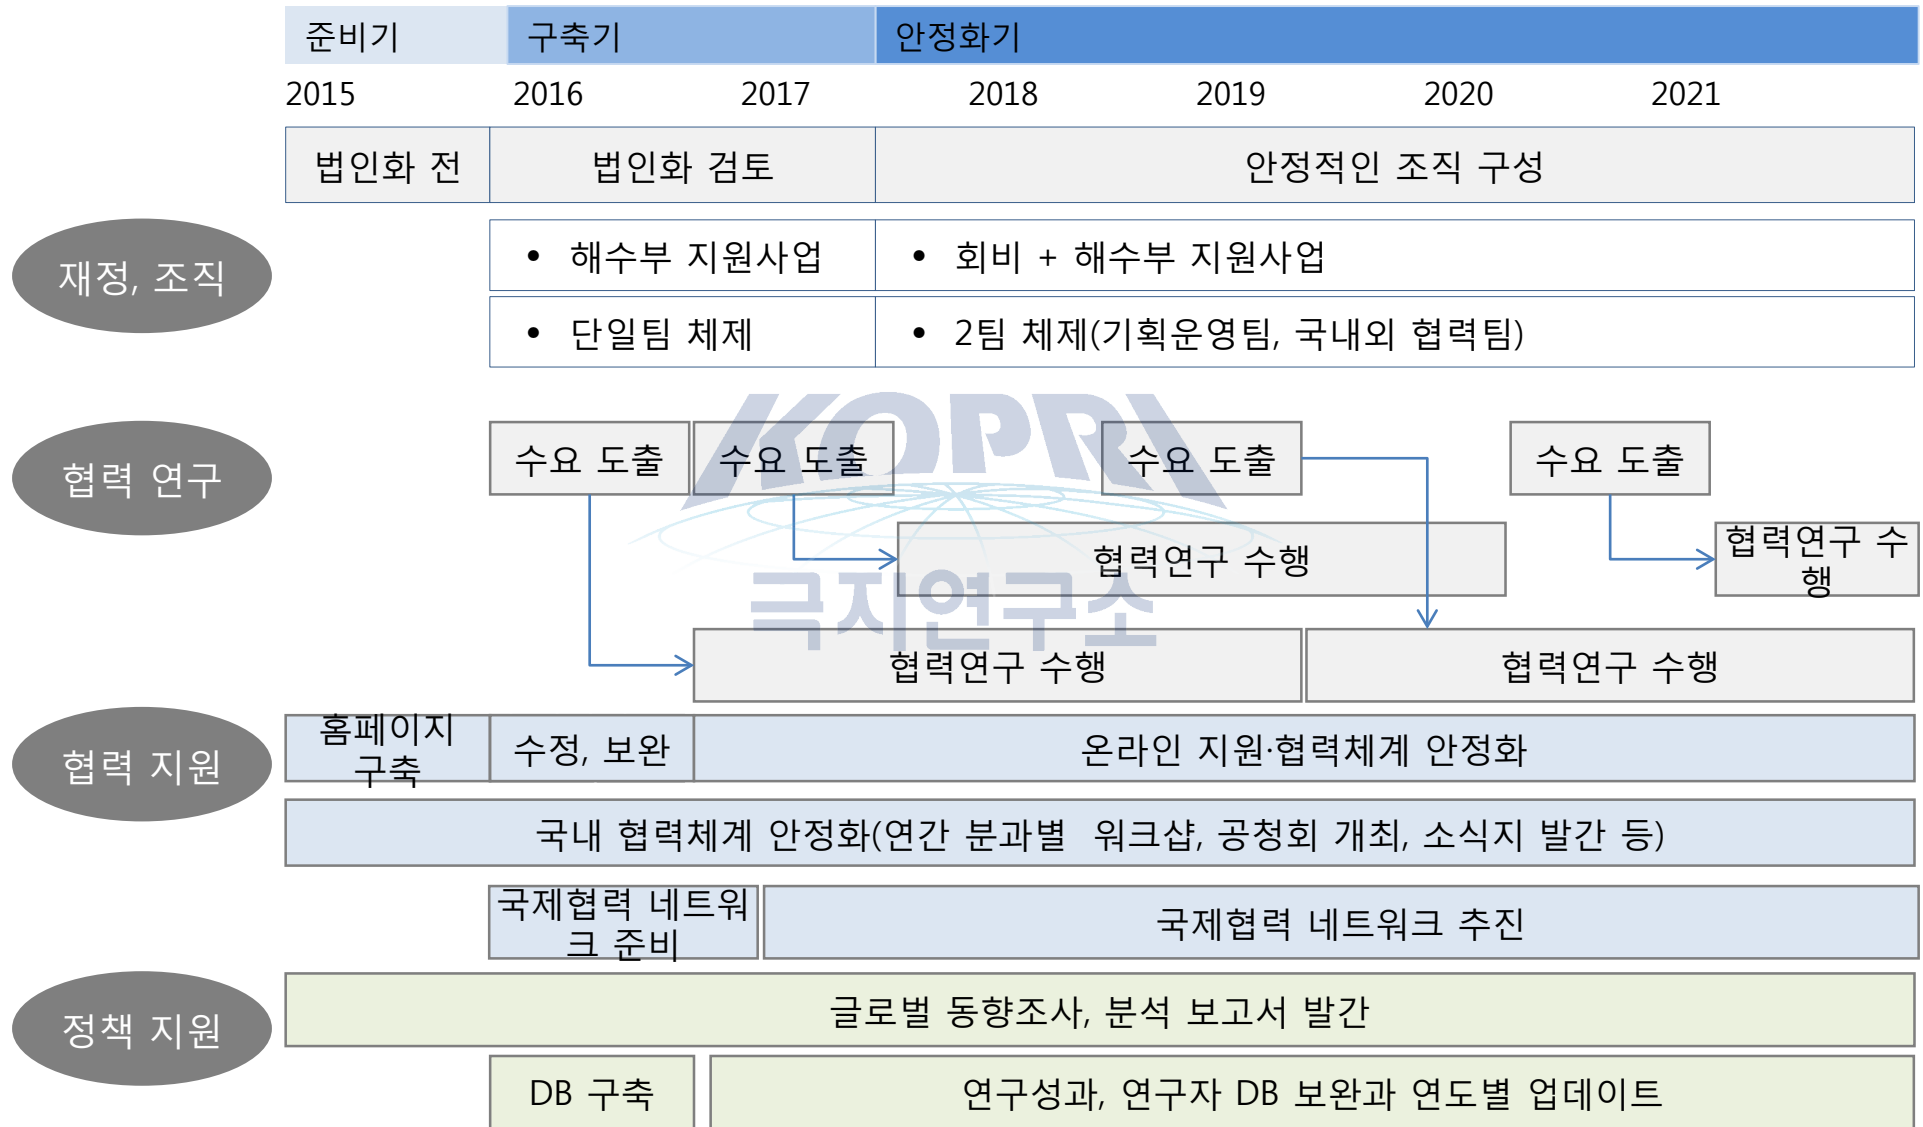 준비기 구축기 안정화기
2015 2016 2017 2018 2019 2020 2021
법인화 전 법인화 검토 안정적인 조직 구성
재정, 조직
• 해수부 지원사업 • 회비 + 해수부 지원사업
• 단일팀 체제 • 2팀 체제(기획운영팀, 국내외 협력팀)
KOPRI
협력 연구
수요 도출 수요 도출 수요 도출 수요 도출
협력연구 수행
협력연구 수
행
극지연구소
협력연구 수행 협력연구 수행
협력 지원
홈페이지
구축
수정, 보완 온라인 지원·협력체계 안정화
국내 협력체계 안정화(연간 분과별 워크샵, 공청회 개최, 소식지 발간 등)
국제협력 네트워
크 준비
국제협력 네트워크 추진
정책 지원
글로벌 동향조사, 분석 보고서 발간
DB 구축 연구성과, 연구자 DB 보완과 연도별 업데이트